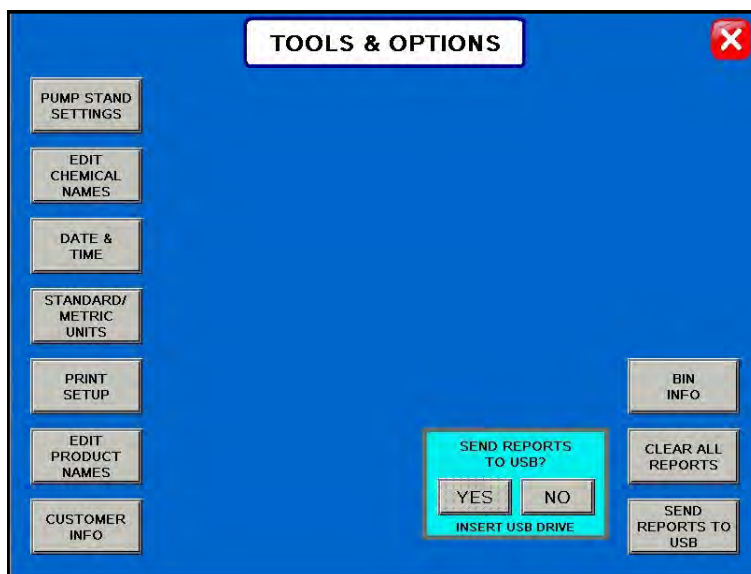 TOOLS & OPTIONS
PUMP STAND
SETTINGS
EDIT
CHEMICAL
NAMES
DATE &
TIME
STANDARD/
METRIC
UNITS
PRINT
SETUP
EDIT
PRODUCT
NAMES
CUSTOMER
INFO
SEND REPORTS
TO USB?
YES NO
INSERT USB DRIVE
BIN
INFO
CLEAR ALL
REPORTS
SEND
REPORTS TO
USB